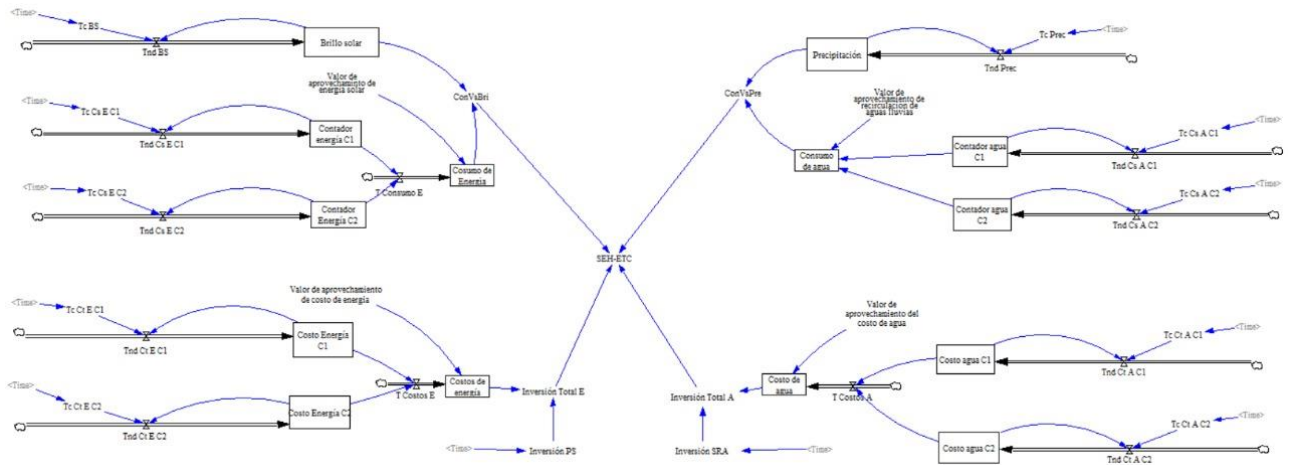 <Time>
Tc BS
Tnd BS
Brillo solar
Valor de
aprovechamiento de
energía solar
ConVsBri
<Time>
Tc Cs E C1
Tnd Cs E C1
Contador
energía C1
T Consumo E
Cosumo de
Energía
<Time>
Tc Cs E C2
Tnd Cs E C2
Contador
Energía C2
<Time>
Tc Prec
Tnd Prec
Precipitación
ConVsPre
Valor de
aprovechamiento de
recirculación de
aguas lluvias
Consumo
de agua
Contador agua
C1
Tc Cs A C1
<Time>
Tnd Cs A C1
Contador agua
C2
Tc Cs A C2
<Time>
Tnd Cs A C2
SEH-ETC
<Time>
Tc Ct E C1
Tnd Ct E C1
Costo Energía
C1
Valor de aprovechamiento
de costo de energía
T Costos E
Costos de
energía
Inversión Total E
<Time>
Tc Ct E C2
Tnd Ct E C2
Costo Energía C2
<Time>
Inversión PS
Valor de
aprovechamiento del
costo de agua
Inversión Total A
Costo de
agua
T Costos A
Costo agua C1
Tc Ct A C1
<Time>
Tnd Ct A C1
Inversión SRA
<Time>
Costo agua C2
Tc Ct A C2
<Time>
Tnd Ct A C2